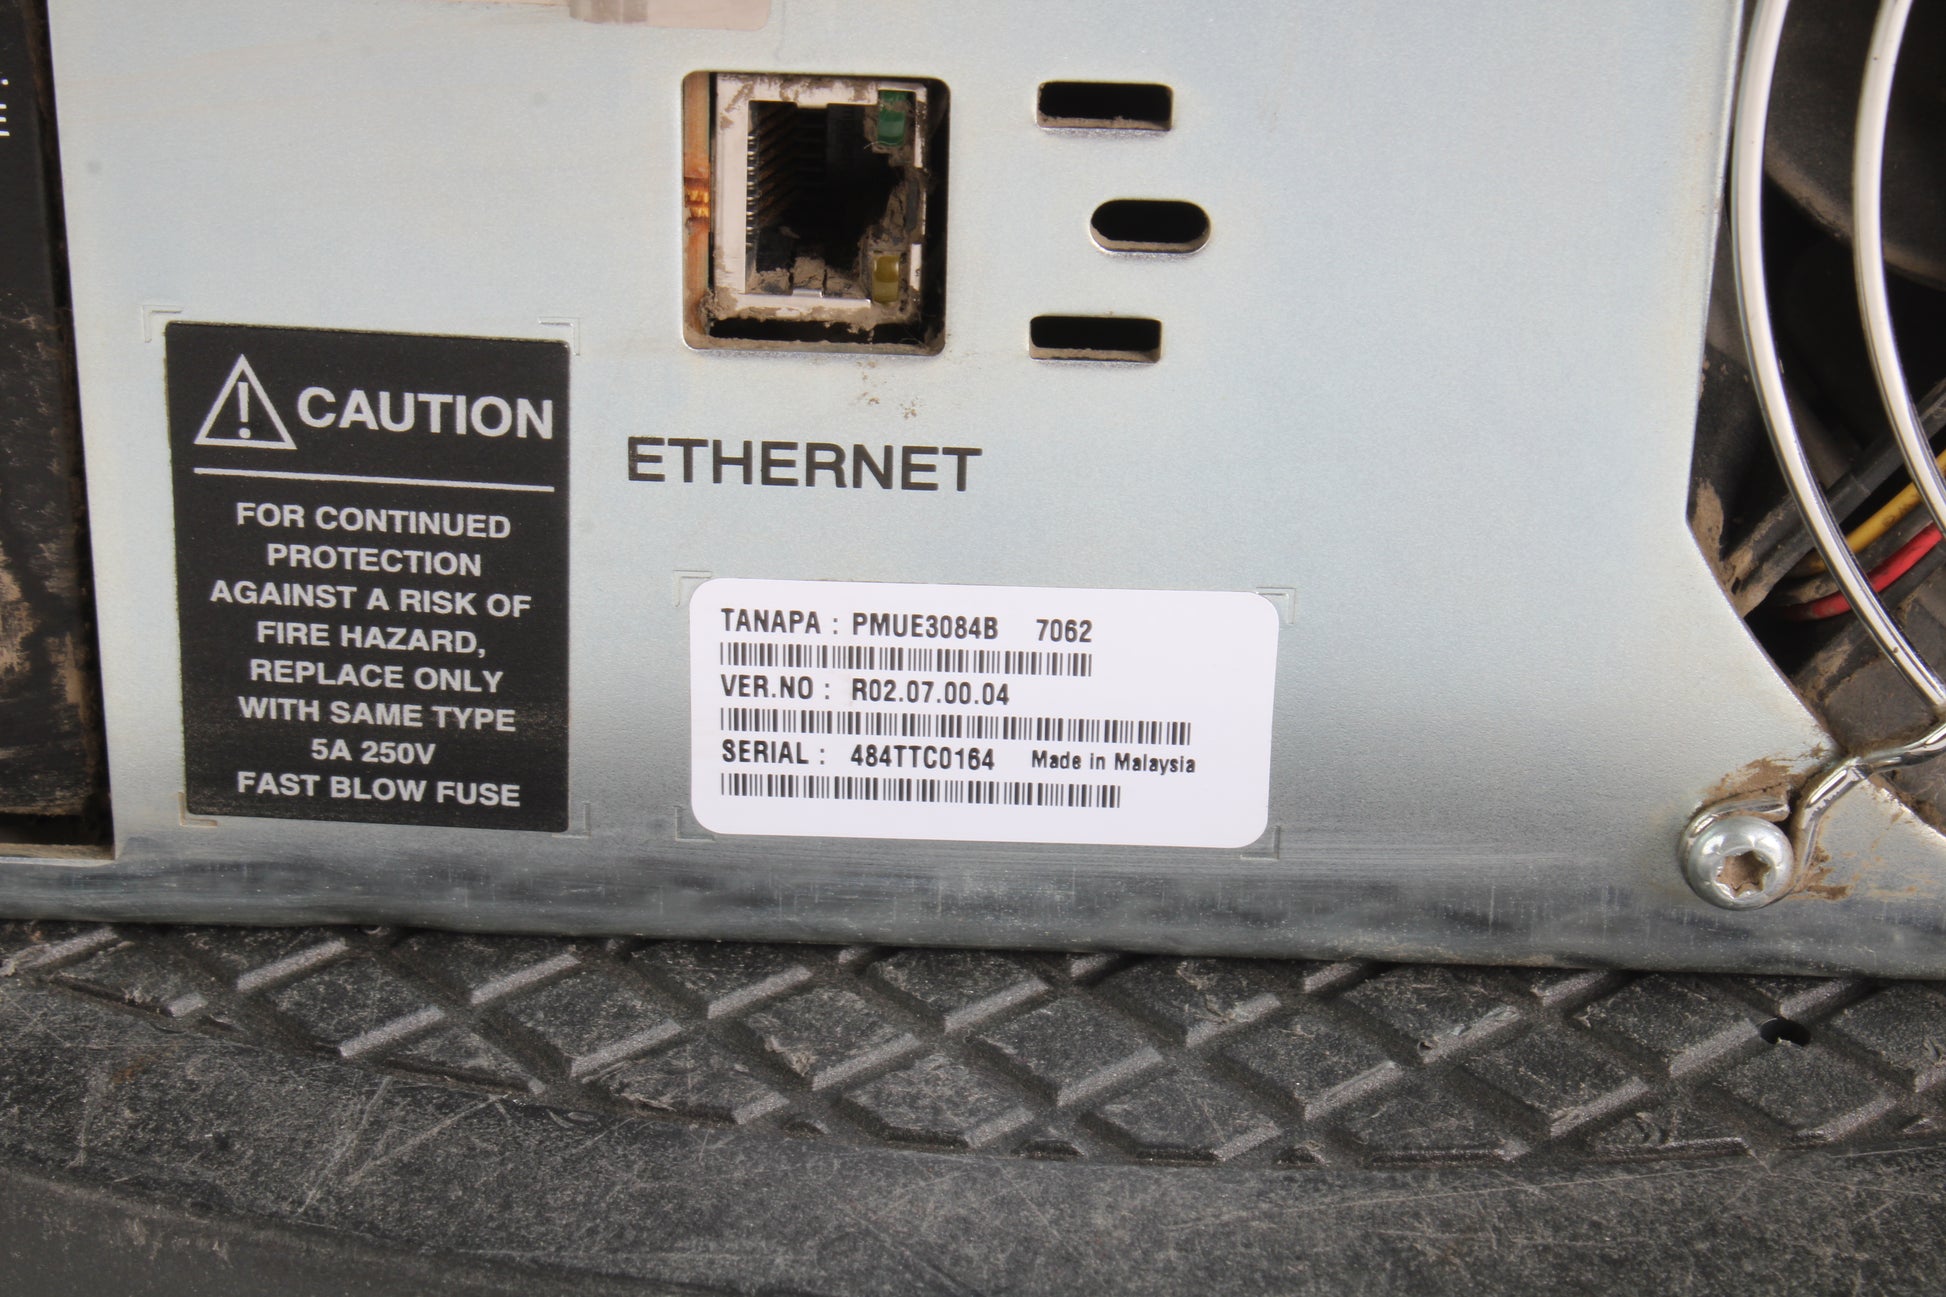 CAUTION
FOR CONTINUED
PROTECTION
AGAINST A RISK OF
FIRE HAZARD,
REPLACE ONLY
WITH SAME TYPE
5A 250V
FAST BLOW FUSE
ETHERNET
TANAPA : PMUE3084B 7062
VER.NO : R02.07.00.04
SERIAL : 484TTC0164 Made in Malaysia